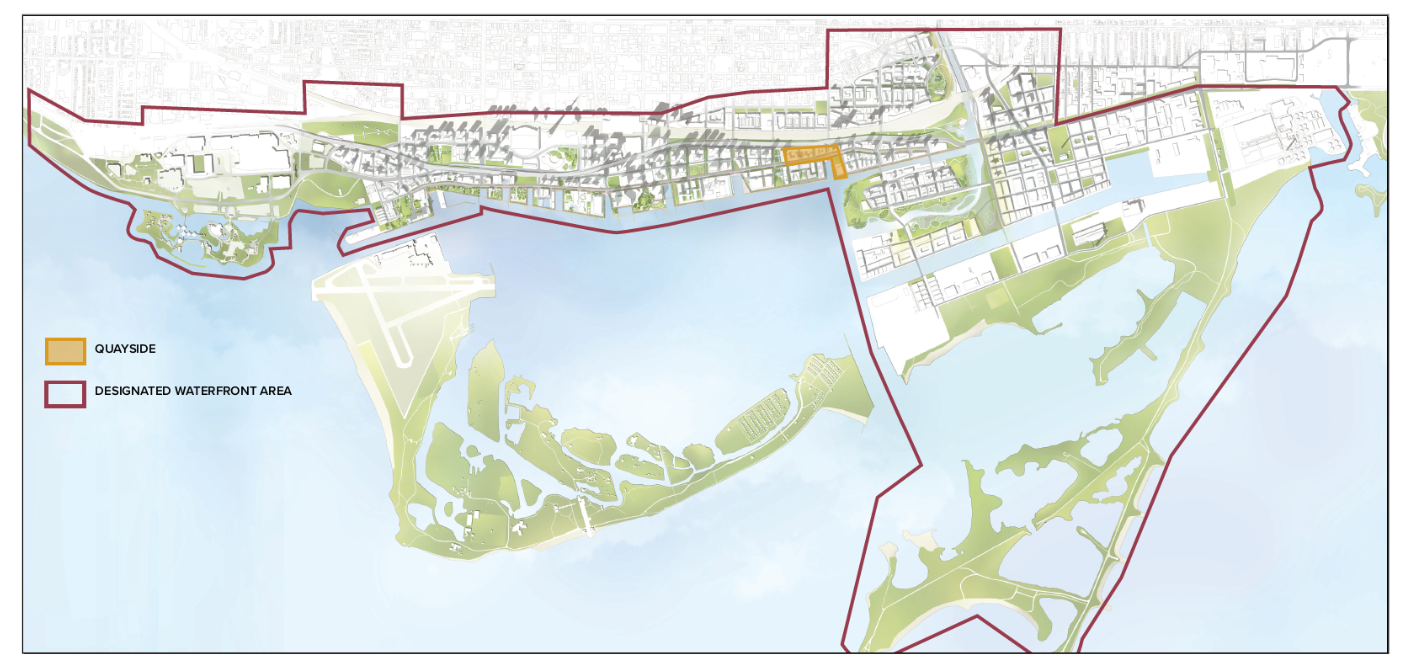 QUAYSIDE
DESIGNATED WATERFRONT AREA